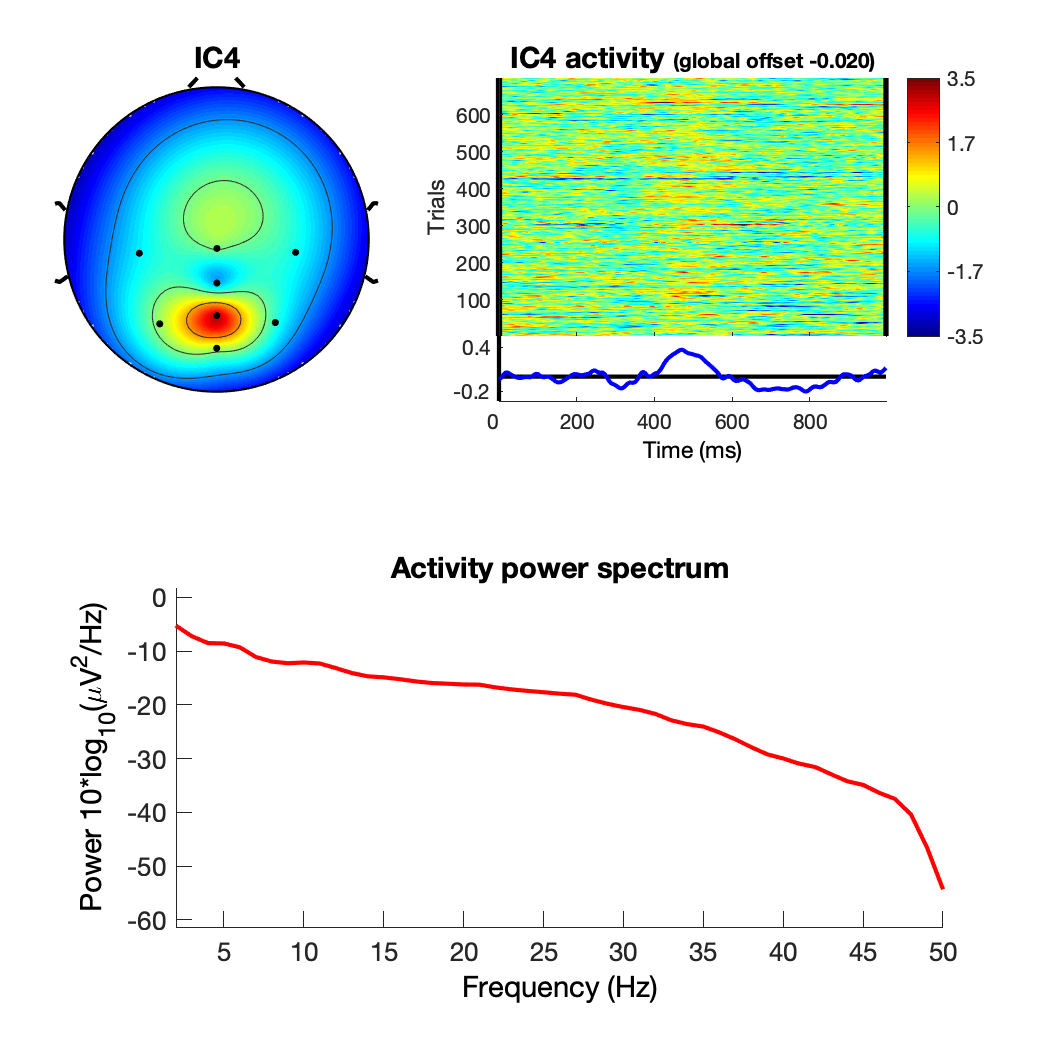 IC4
IC4 activity (global offset -0.020)
Trials
600
500
400
300
200
100
3.5
1.7
0
-1.7
-3.5
0.4
-0.2
0 200 400 600 800
Time (ms)
Activity power spectrum
Power 10*log10(μV2/Hz)
0
-10
-20
-30
-40
-50
-60
5 10 15 20 25 30 35 40 45 50
Frequency (Hz)